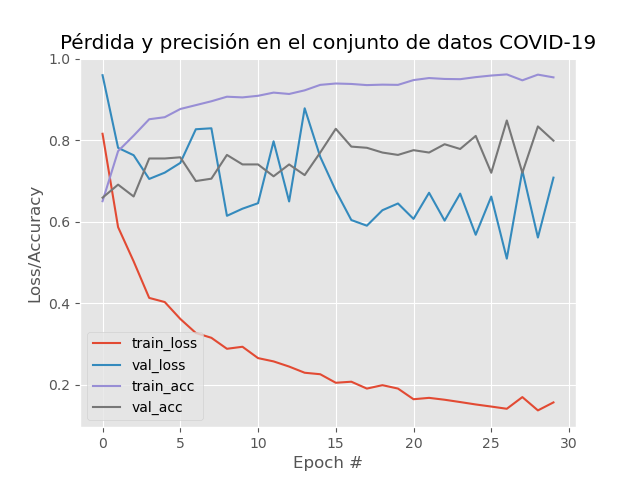 Pérdida y precisión en el conjunto de datos COVID-19
1.0
0.8
0.6
0.4
0.2
Loss/Accuracy
train_loss
val_loss
train_acc
val_acc
0 5 10 15 20 25 30
Epoch #